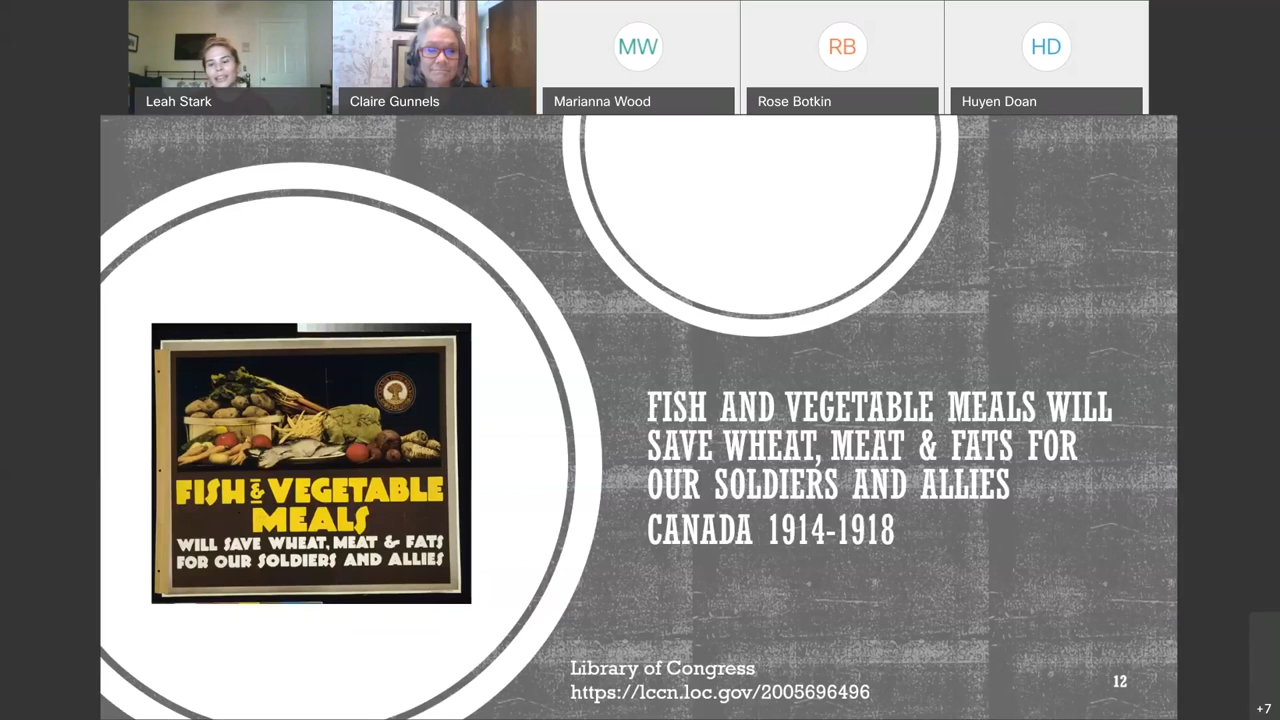 MW
RB
HD
Leah Stark
Claire Gunnels
Marianna Wood
Rose Botkin
Huyen Doan
FISH & VEGETABLE
MEALS
WILL SAVE WHEAT, MEAT & FATS
FOR OUR SOLDIERS AND ALLIES
FISH AND VEGETABLE MEALS WILL
SAVE WHEAT, MEAT & FATS FOR
OUR SOLDIERS AND ALLIES
CANADA 1914-1918
Library of Congress
https://lccn.loc.gov/2005696496
12
+7